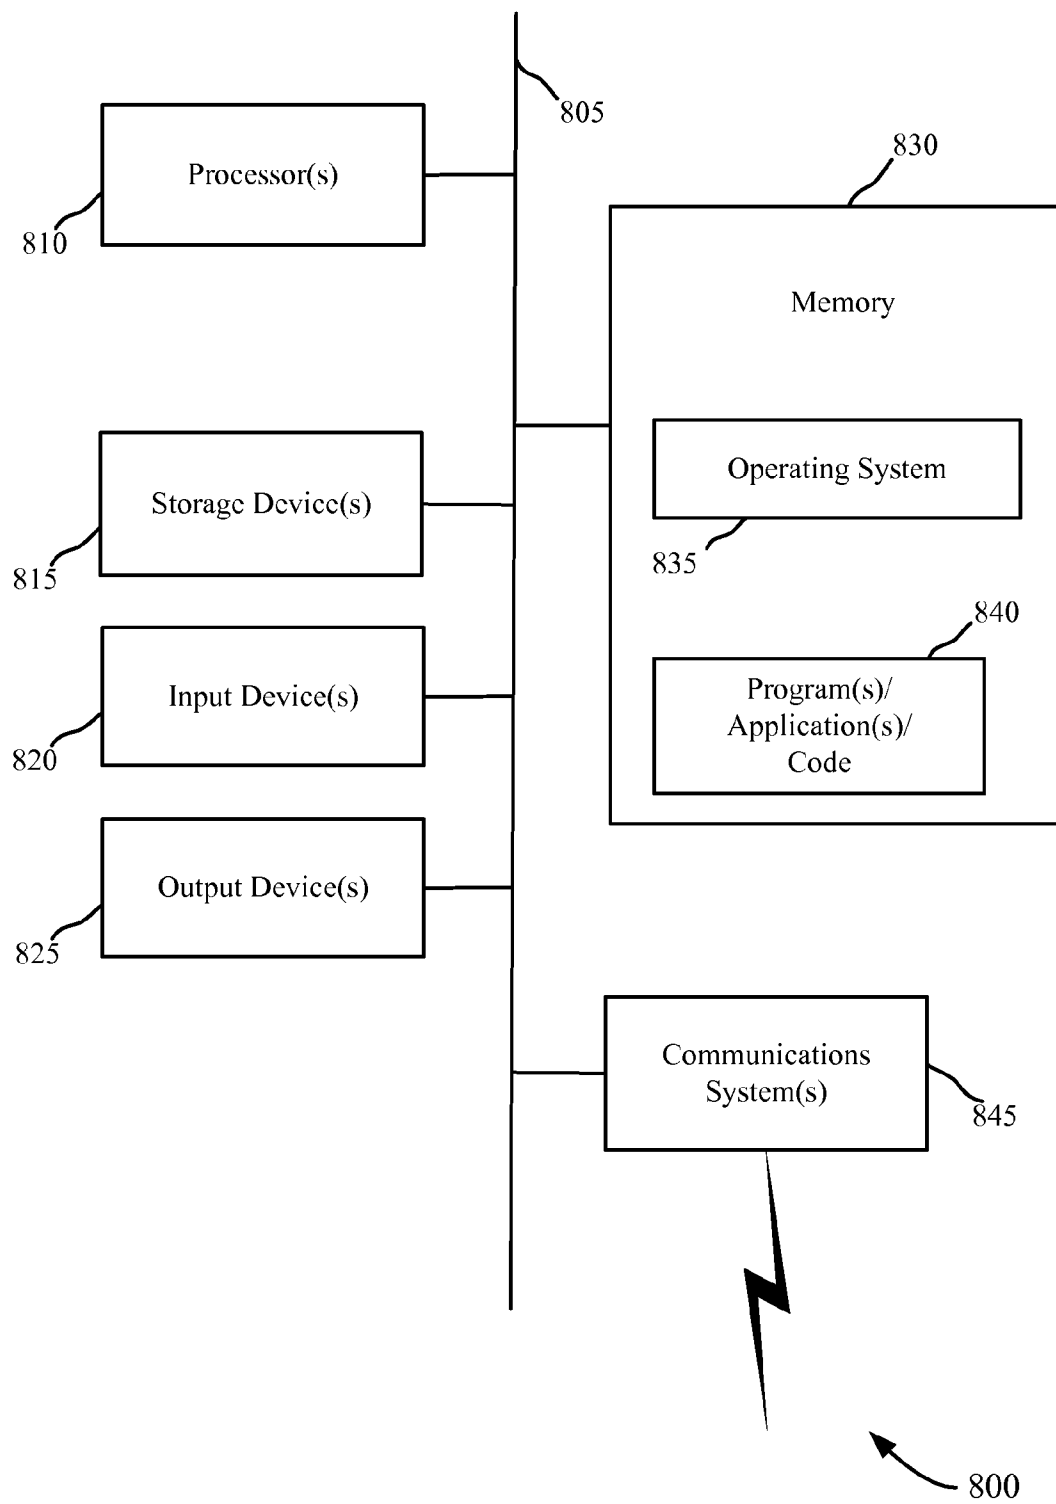 805
Processor(s)
810
830
Memory
Storage Device(s)
815
Operating System
835
Input Device(s)
820
840
Program(s)/
Application(s)/
Code
Output Device(s)
825
Communications
System(s)
845
800